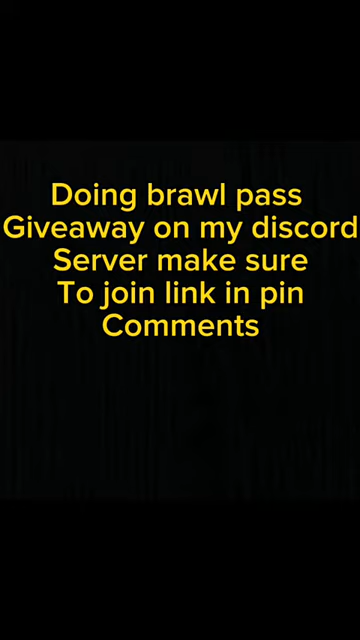 Doing brawl pass
Giveaway on my discord
Server make sure
To join link in pin
Comments